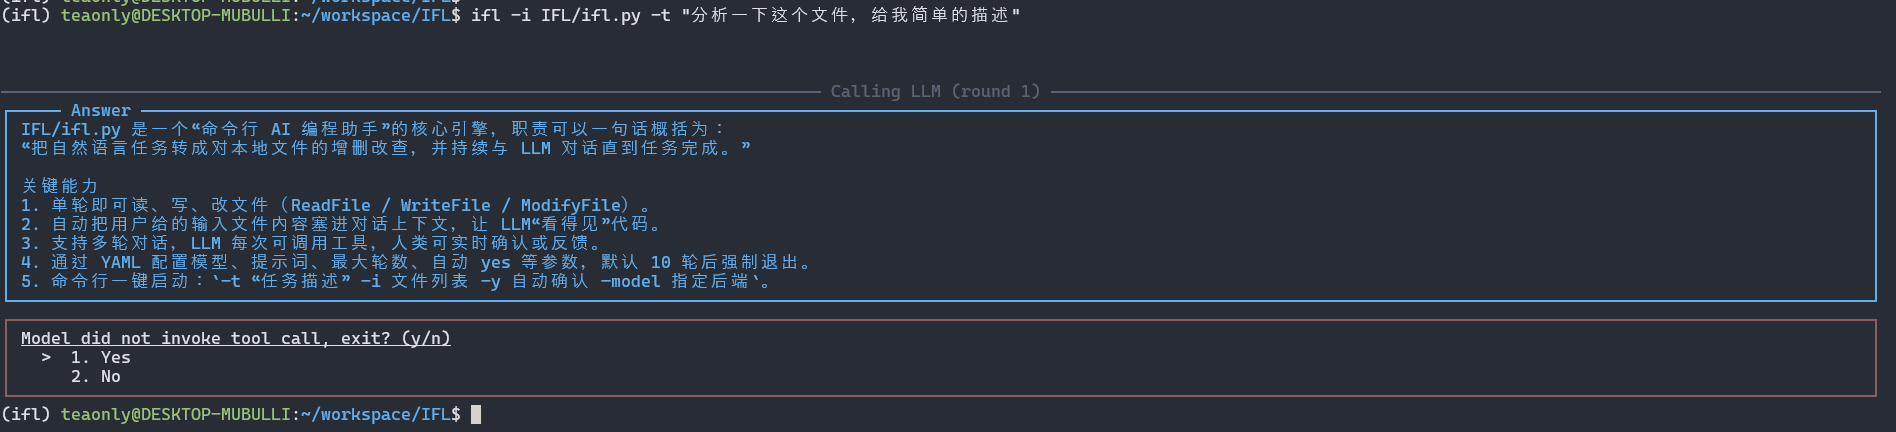 (ifl) teaonly@DESKTOP-MUBULLI:~/workspace/IFL$ ifl -i IFL/ifl.py -t "分析一下这个文件，给我简单的描述"
Calling LLM (round 1)
Answer
IFL/ifl.py 是一个“命令行 AI 编程助手”的核心引擎，职责可以一句话概括为：
“把自然语言任务转成对本地文件的增删改查，并持续与 LLM 对话直到任务完成。”
关键能力
1. 单轮即可读、写、改文件（ReadFile / WriteFile / ModifyFile）。
2. 自动把用户给的输入文件内容塞进对话上下文，让 LLM“看得见”代码。
3. 支持多轮对话，LLM 每次可调用工具，人类可实时确认或反馈。
4. 通过 YAML 配置模型、提示词、最大轮数、自动 yes 等参数，默认 10 轮后强制退出。
5. 命令行一键启动：`-t “任务描述” -i 文件列表 -y 自动确认 -model 指定后端`。
Model did not invoke tool call, exit? (y/n)
> 1. Yes
2. No
(ifl) teaonly@DESKTOP-MUBULLI:~/workspace/IFL$